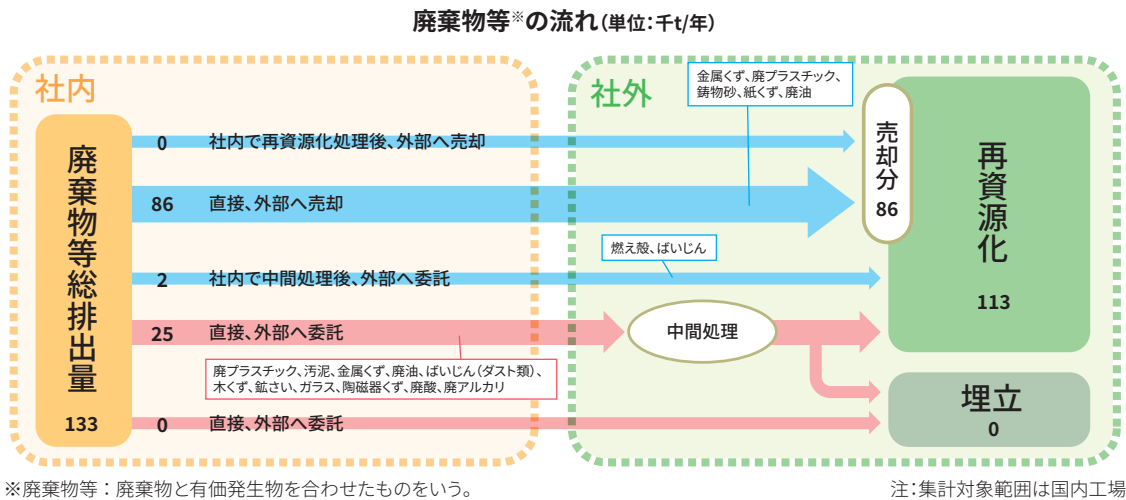 廃棄物等※の流れ(単位:千t/年)
社内
社外
金属くず、廃プラスチック、
鋳物砂、紙くず、廃油
廃棄物等総排出量
133
0 社内で再資源化処理後、外部へ売却
86 直接、外部へ売却
売却分
86
再資源化
113
燃え殻、ばいじん
2 社内で中間処理後、外部へ委託
25 直接、外部へ委託
中間処理
廃プラスチック、汚泥、金属くず、廃油、ばいじん(ダスト類)、
木くず、鉱さい、ガラス、陶磁器くず、廃酸、廃アルカリ
0 直接、外部へ委託
埋立
0
※廃棄物等:廃棄物と有価発生物を合わせたものをいう。
注:集計対象範囲は国内工場